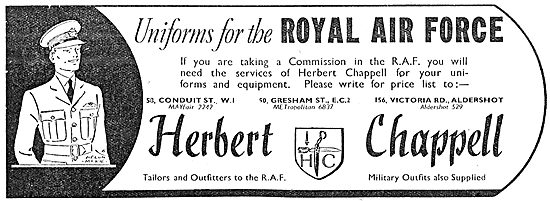 Uniforms for the ROYAL AIR FORCE
If you are taking a Commission in the R.A.F. you will
need the services of Herbert Chappell for your uni-
forms and equipment. Please write for price list to:—
50, CONDUIT ST., W.1 90, GRESHAM ST., E.C.2 156, VICTORIA RD., ALDERSHOT
MAYfair 2247 METropolitan 6837 Aldershot 529
Herbert Chappell
H C
Tailors and Outfitters to the R.A.F. Military Outfits also Supplied